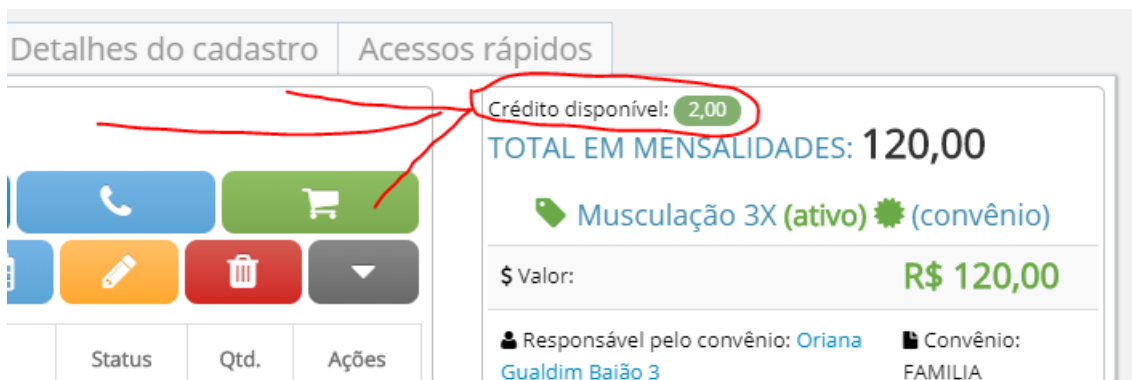 Detalhes do cadastro
Acessos rápidos
Crédito disponível: 2,00
TOTAL EM MENSALIDADES: 120,00
Musculação 3X (ativo) (convênio)
$ Valor:
R$ 120,00
Status
Qtd.
Ações
Responsável pelo convênio: Oriana
Gualdim Baião 3
Convênio:
FAMILIA